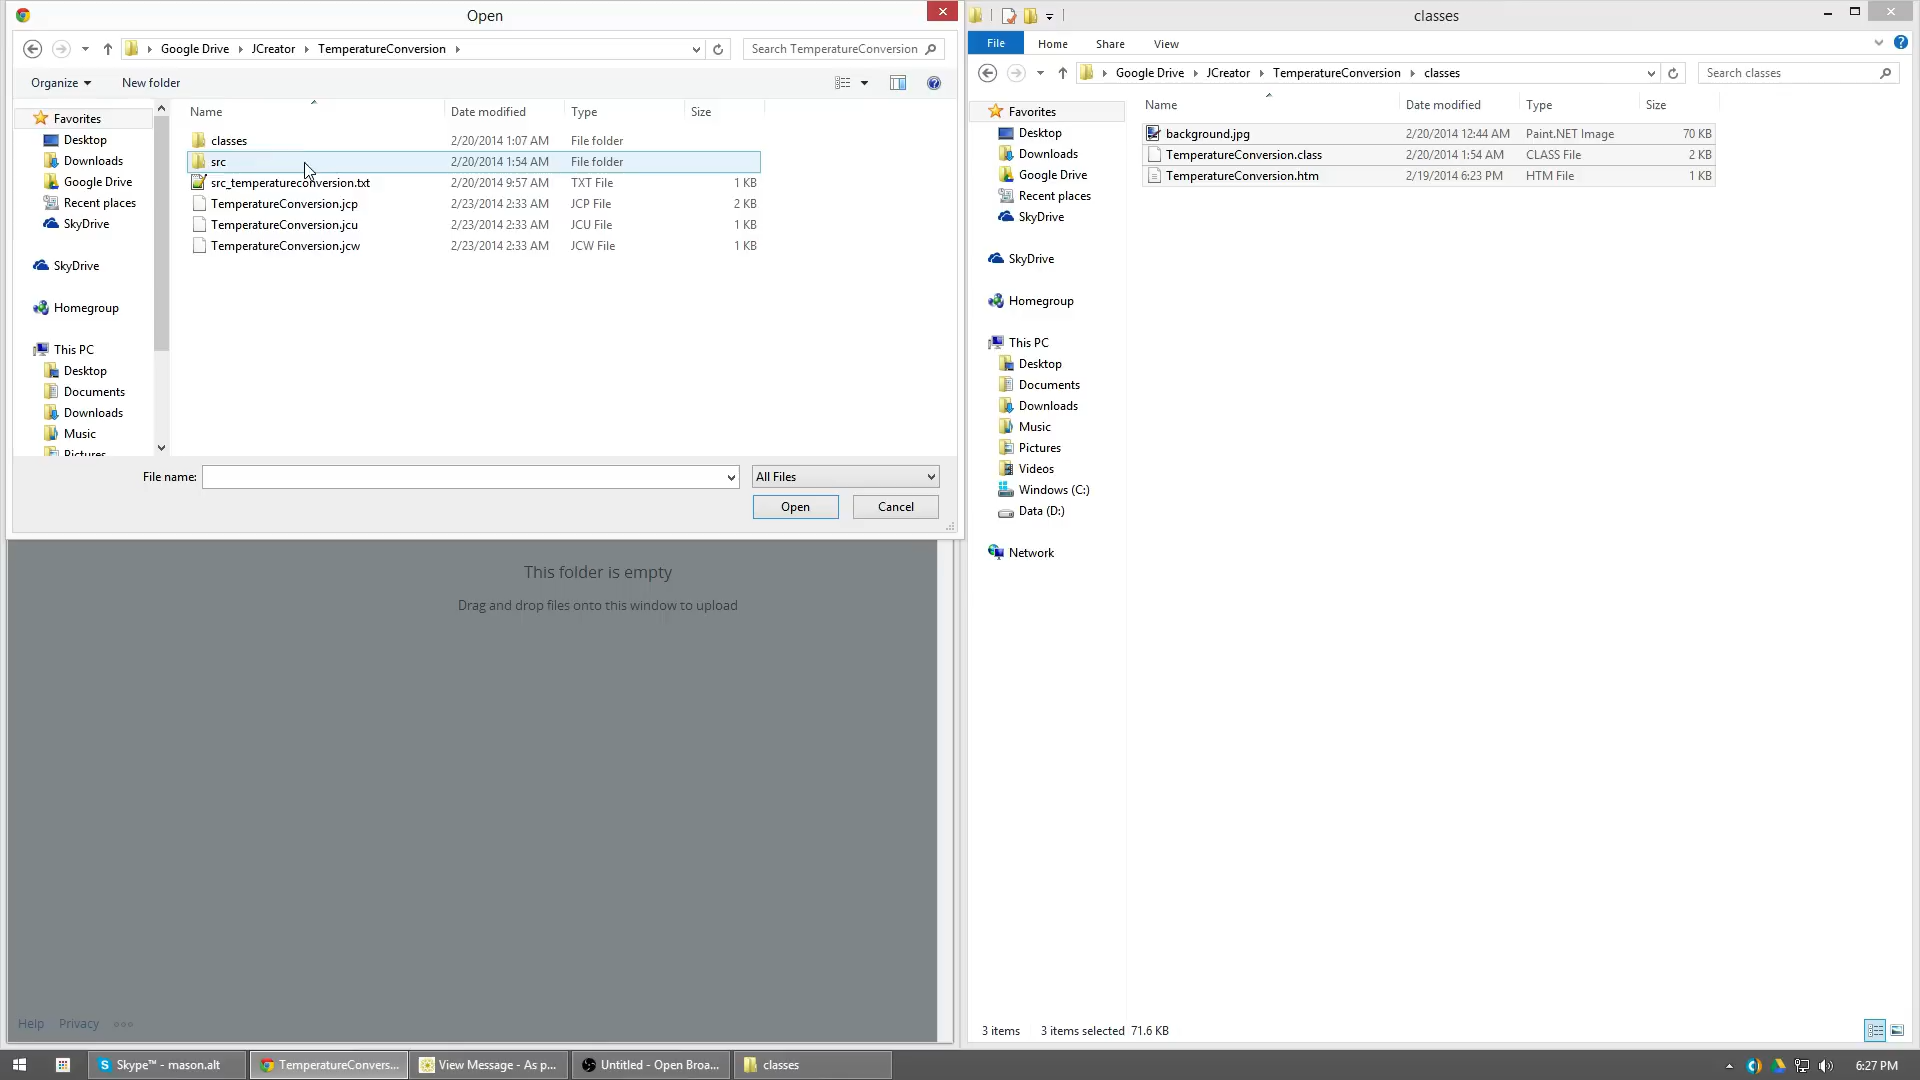 Open
Google Drive JCreator TemperatureConversion
Search TemperatureConversion
Organize New folder
Name Date modified Type Size
Favorites
Desktop
Downloads
Google Drive
Recent places
SkyDrive
SkyDrive
Homegroup
This PC
Desktop
Documents
Downloads
Music
Pictures
classes 2/20/2014 1:07 AM File folder
src 2/20/2014 1:54 AM File folder
src_temperatureconversion.txt 2/20/2014 9:57 AM TXT File 1 KB
TemperatureConversion.jcp 2/23/2014 2:33 AM JCP File 2 KB
TemperatureConversion.jcu 2/23/2014 2:33 AM JCU File 1 KB
TemperatureConversion.jcw 2/23/2014 2:33 AM JCW File 1 KB
File name:
All Files
Open Cancel
This folder is empty
Drag and drop files onto this window to upload
Help Privacy
classes
File Home Share View
Google Drive JCreator TemperatureConversion classes
Search classes
Name Date modified Type Size
Favorites
Desktop
Downloads
Google Drive
Recent places
SkyDrive
SkyDrive
Homegroup
This PC
Desktop
Documents
Downloads
Music
Pictures
Videos
Windows (C:)
Data (D:)
Network
background.jpg 2/20/2014 12:44 AM Paint.NET Image 70 KB
TemperatureConversion.class 2/20/2014 1:54 AM CLASS File 2 KB
TemperatureConversion.htm 2/19/2014 6:23 PM HTM File 1 KB
3 items 3 items selected 71.6 KB
Skype™ - mason.alt
TemperatureConvers...
View Message - As p...
Untitled - Open Broa...
classes
6:27 PM